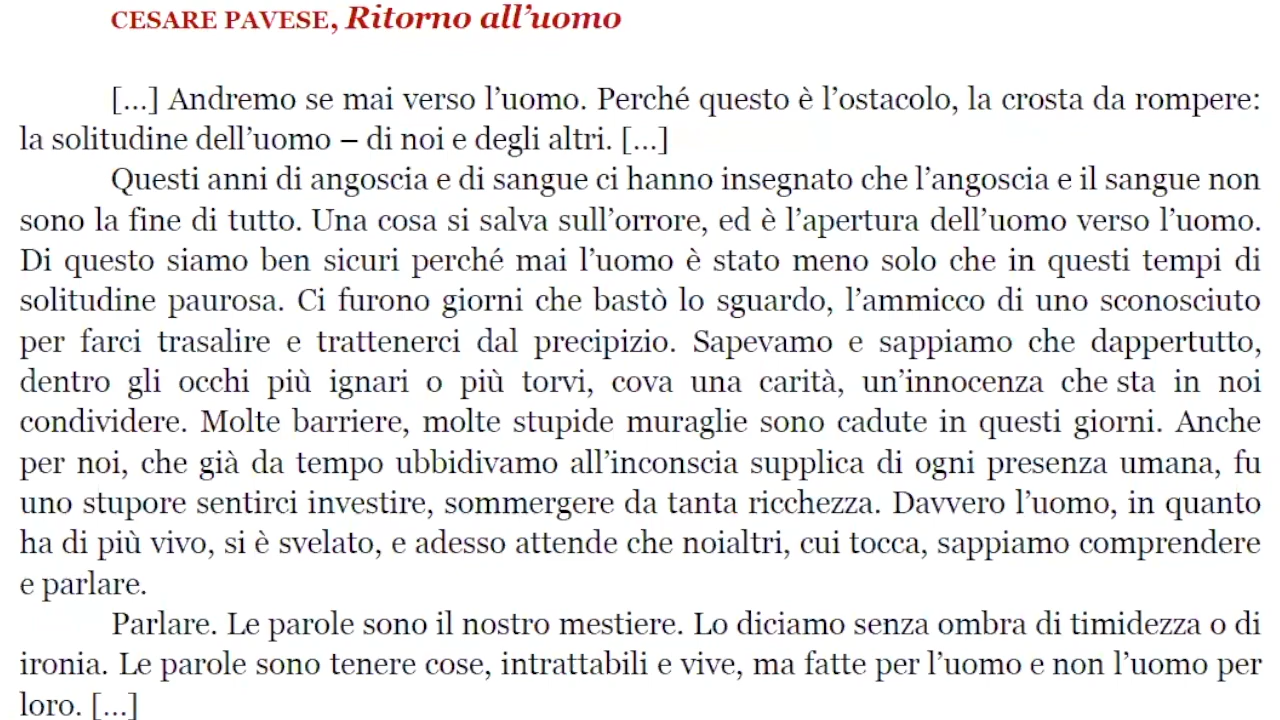 CESARE PAVESE, Ritorno all’uomo
[...] Andremo se mai verso l’uomo. Perché questo è l’ostacolo, la crosta da rompere:
la solitudine dell’uomo – di noi e degli altri. [...]
Questi anni di angoscia e di sangue ci hanno insegnato che l’angoscia e il sangue non
sono la fine di tutto. Una cosa si salva sull’orrore, ed è l’apertura dell’uomo verso l’uomo.
Di questo siamo ben sicuri perché mai l’uomo è stato meno solo che in questi tempi di
solitudine paurosa. Ci furono giorni che bastò lo sguardo, l’ammicco di uno sconosciuto
per farci trasalire e trattenerci dal precipizio. Sapevamo e sappiamo che dappertutto,
dentro gli occhi più ignari o più torvi, cova una carità, un’innocenza che sta in noi
condividere. Molte barriere, molte stupide muraglie sono cadute in questi giorni. Anche
per noi, che già da tempo ubbidivamo all’inconscia supplica di ogni presenza umana, fu
uno stupore sentirci investire, sommergere da tanta ricchezza. Davvero l’uomo, in quanto
ha di più vivo, si è svelato, e adesso attende che noialtri, cui tocca, sappiamo comprendere
e parlare.
Parlare. Le parole sono il nostro mestiere. Lo diciamo senza ombra di timidezza o di
ironia. Le parole sono tenere cose, intrattabili e vive, ma fatte per l’uomo e non l’uomo per
loro. [...]